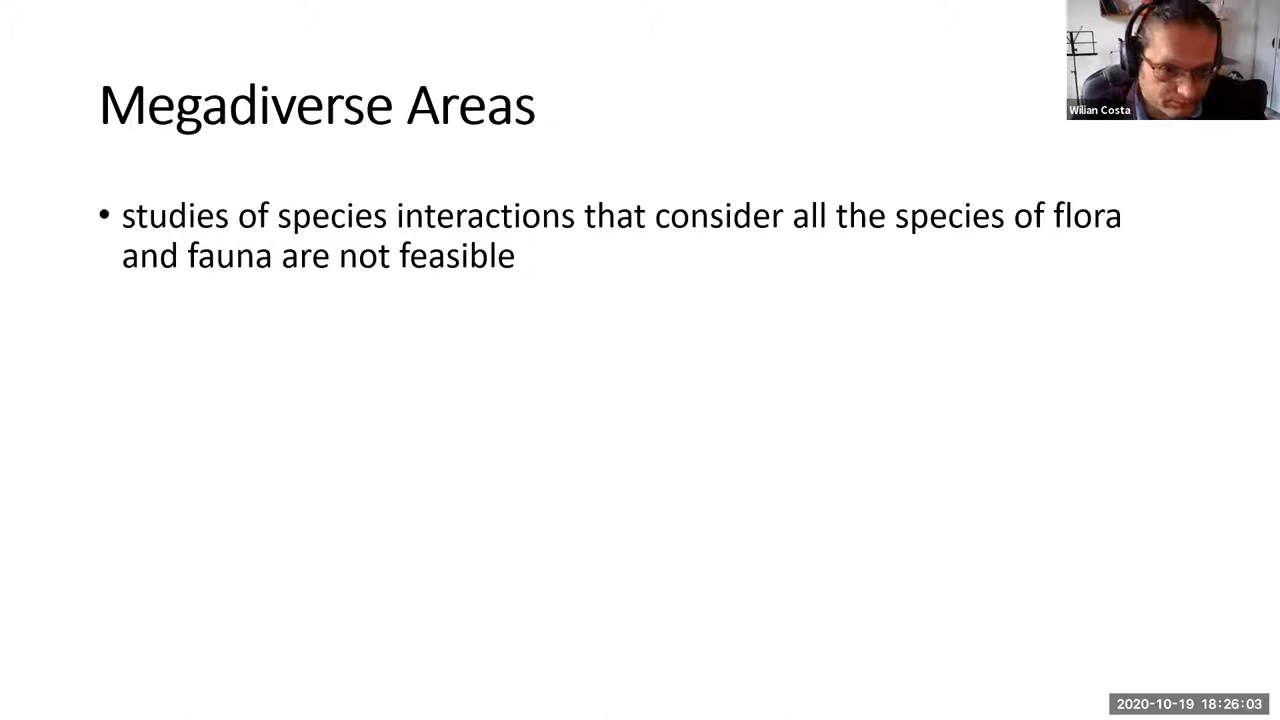 Megadiverse Areas
• studies of species interactions that consider all the species of flora
and fauna are not feasible
Wilian Costa
2020-10-19 18:26:03